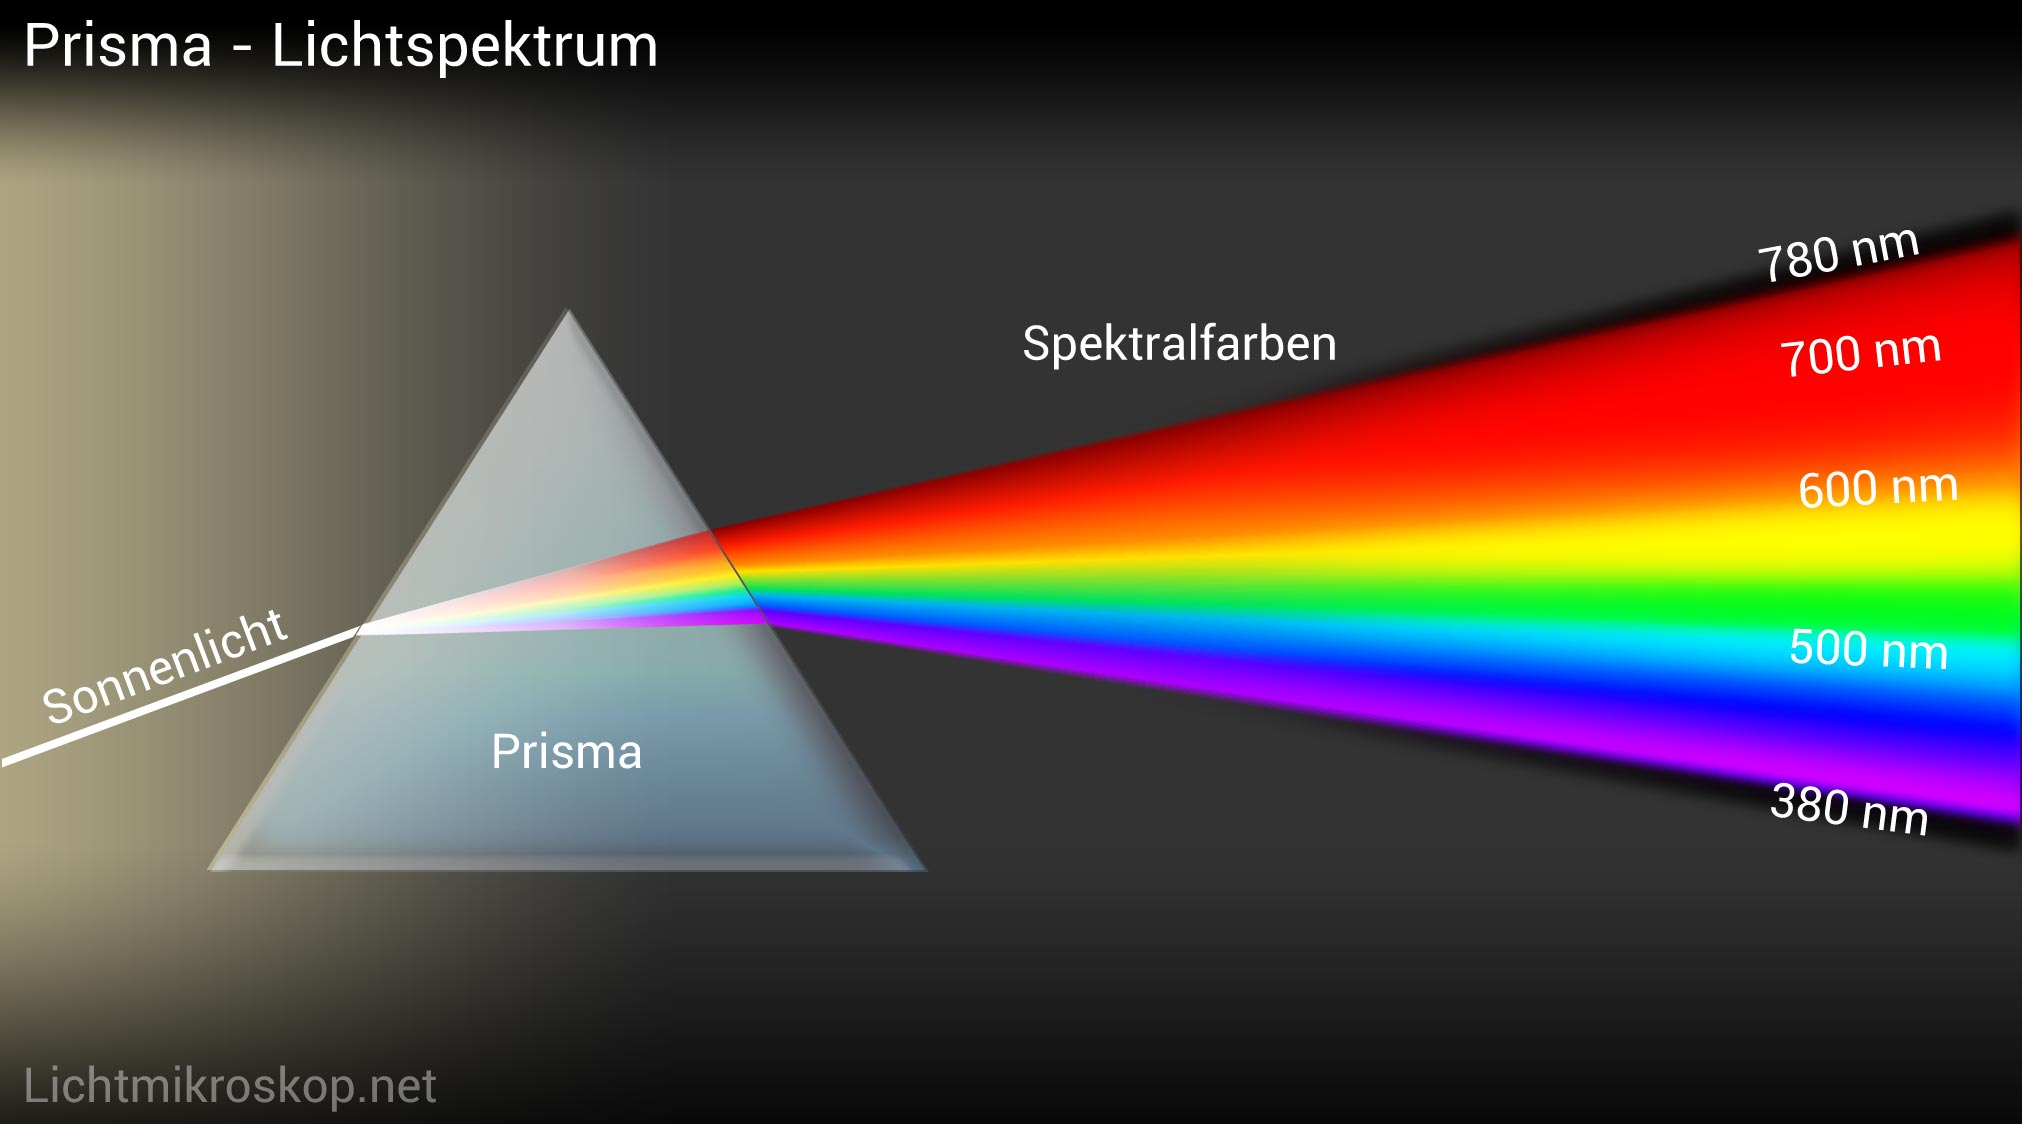 Prisma - Lichtspektrum
780 nm
Spektralfarben
700 nm
600 nm
Sonnenlicht
500 nm
Prisma
380 nm
Lichtmikroskop.net